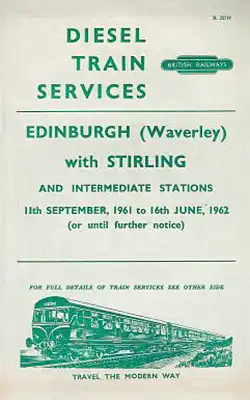 DIESEL
TRAIN
SERVICES
BRITISH RAILWAYS
EDINBURGH (Waverley)
with STIRLING
AND INTERMEDIATE STATIONS
11th SEPTEMBER, 1961 to 16th JUNE, 1962
(or until further notice)
FOR FULL DETAILS OF TRAIN SERVICES SEE OTHER SIDE
TRAVEL THE MODERN WAY